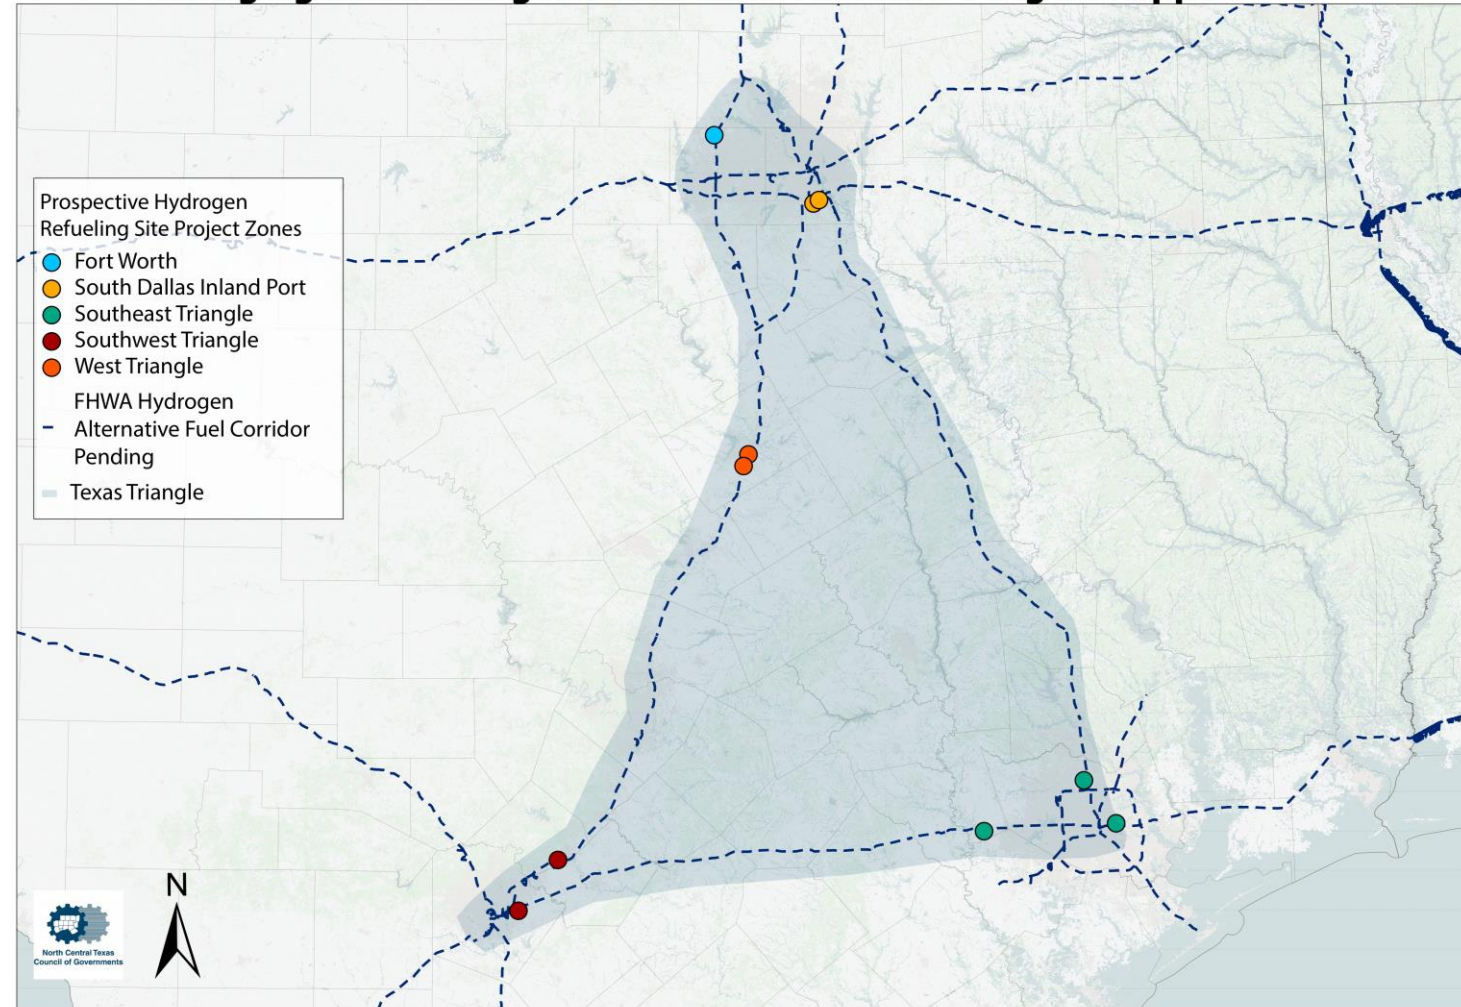 Prospective Hydrogen
Refueling Site Project Zones
Fort Worth
South Dallas Inland Port
Southeast Triangle
Southwest Triangle
West Triangle
FHWA Hydrogen
Alternative Fuel Corridor
Pending
Texas Triangle
N
North Central Texas
Council of Governments